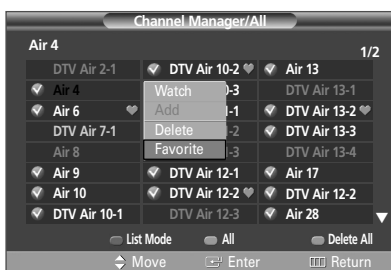 Channel Manager/All
Air 4
1/2
DTV Air 2-1 DTV Air 10-2 Air 13
Air 4 -3 DTV Air 13-1
Air 6 -1 DTV Air 13-2
DTV Air 7-1 -2 DTV Air 13-3
Air 8 -3 DTV Air 13-4
Watch
Add
Delete
Favorite
Air 9 DTV Air 12-1 Air 17
Air 10 DTV Air 12-2 DTV Air 12-2
DTV Air 10-1 DTV Air 12-3 Air 28
List Mode All Delete All
Move Enter Return